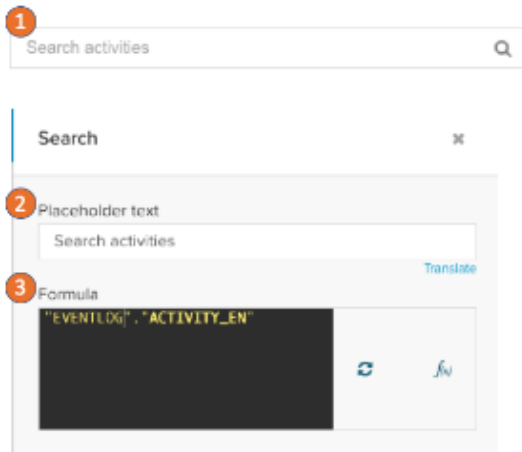 1
Search activities
Search
2
Placeholder text
Search activities
Translate
3
Formula
"EVENTLOG"."ACTIVITY_EN"
f(x)